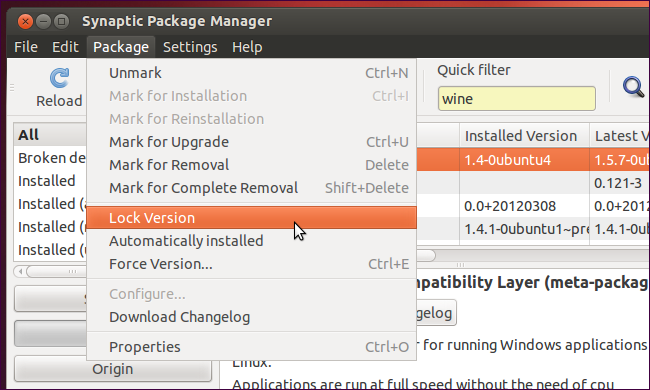 Synaptic Package Manager
File Edit Package Settings Help
Reload
Quick filter
wine
Unmark Ctrl+N
Mark for Installation Ctrl+I
Mark for Reinstallation
Mark for Upgrade Ctrl+U
Mark for Removal Delete
Mark for Complete Removal Shift+Delete
Lock Version
Automatically installed
Force Version... Ctrl+E
Configure...
Download Changelog
Properties Ctrl+O
All
Broken de
Installed
Installed (
Installed (
Installed (
Origin
Installed Version Latest V
1.4-0ubuntu4 1.5.7-0ul
0.121-3
0.0+20120308 0.0+2012
1.4.1-0ubuntu1~pre 1.4.1-0ub
mpatibility Layer (meta-packag
gelog
er for running Windows applications
Linux.
Applications are run at full speed without the need of cpu